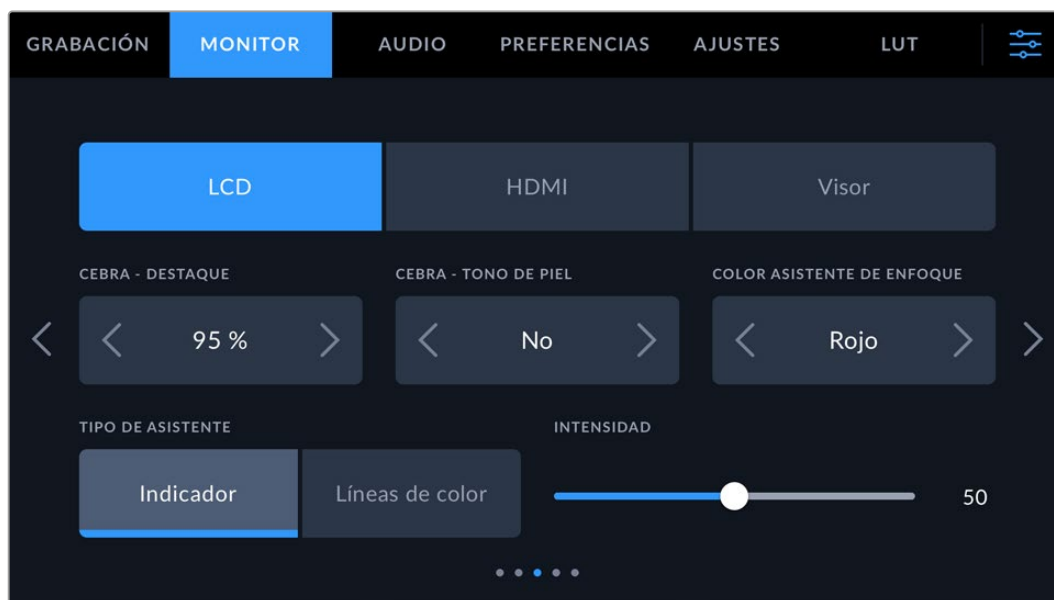 GRABACIÓN MONITOR AUDIO PREFERENCIAS AJUSTES LUT
LCD HDMI Visor
CEBRA - DESTAQUE CEBRA - TONO DE PIEL COLOR ASISTENTE DE ENFOQUE
95 % No Rojo
TIPO DE ASISTENTE INTENSIDAD
Indicador Líneas de color 50